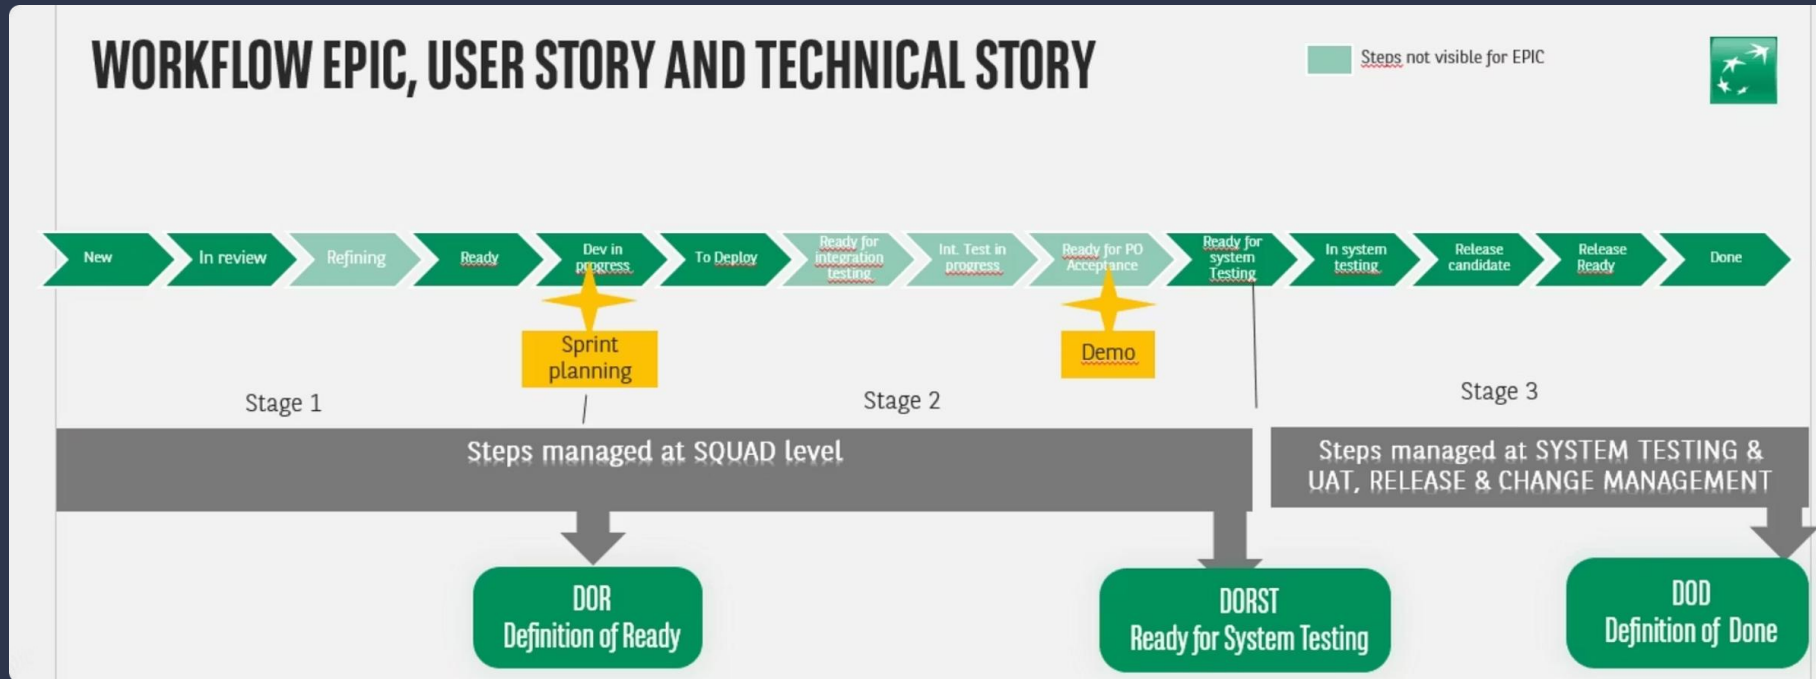 WORKFLOW EPIC, USER STORY AND TECHNICAL STORY
Steps not visible for EPIC
New
In review
Refining
Ready
Dev in
progress
To Deploy
Ready for
integration
testing
Int. Test in
progress
Ready for PO
Acceptance
Ready for
system
Testing
In system
testing
Release
candidate
Release
Ready
Done
Sprint
planning
Demo
Stage 1
Stage 2
Stage 3
Steps managed at SQUAD level
Steps managed at SYSTEM TESTING &
UAT, RELEASE & CHANGE MANAGEMENT
DOR
Definition of Ready
DORST
Ready for System Testing
DOD
Definition of Done